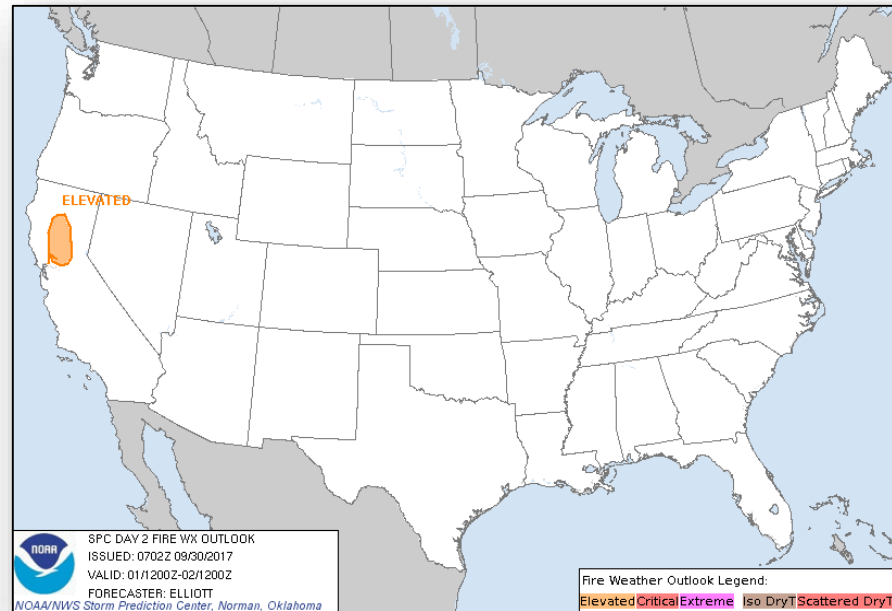 ELEVATED
NOAA
SPC DAY 2 FIRE WX OUTLOOK
ISSUED: 0702Z 09/30/2017
VALID: 01/1200Z-02/1200Z
FORECASTER: ELLIOTT
NOAA/NWS Storm Prediction Center, Norman, Oklahoma
Fire Weather Outlook Legend:
Elevated Critical Extreme Iso DryT Scattered DryT